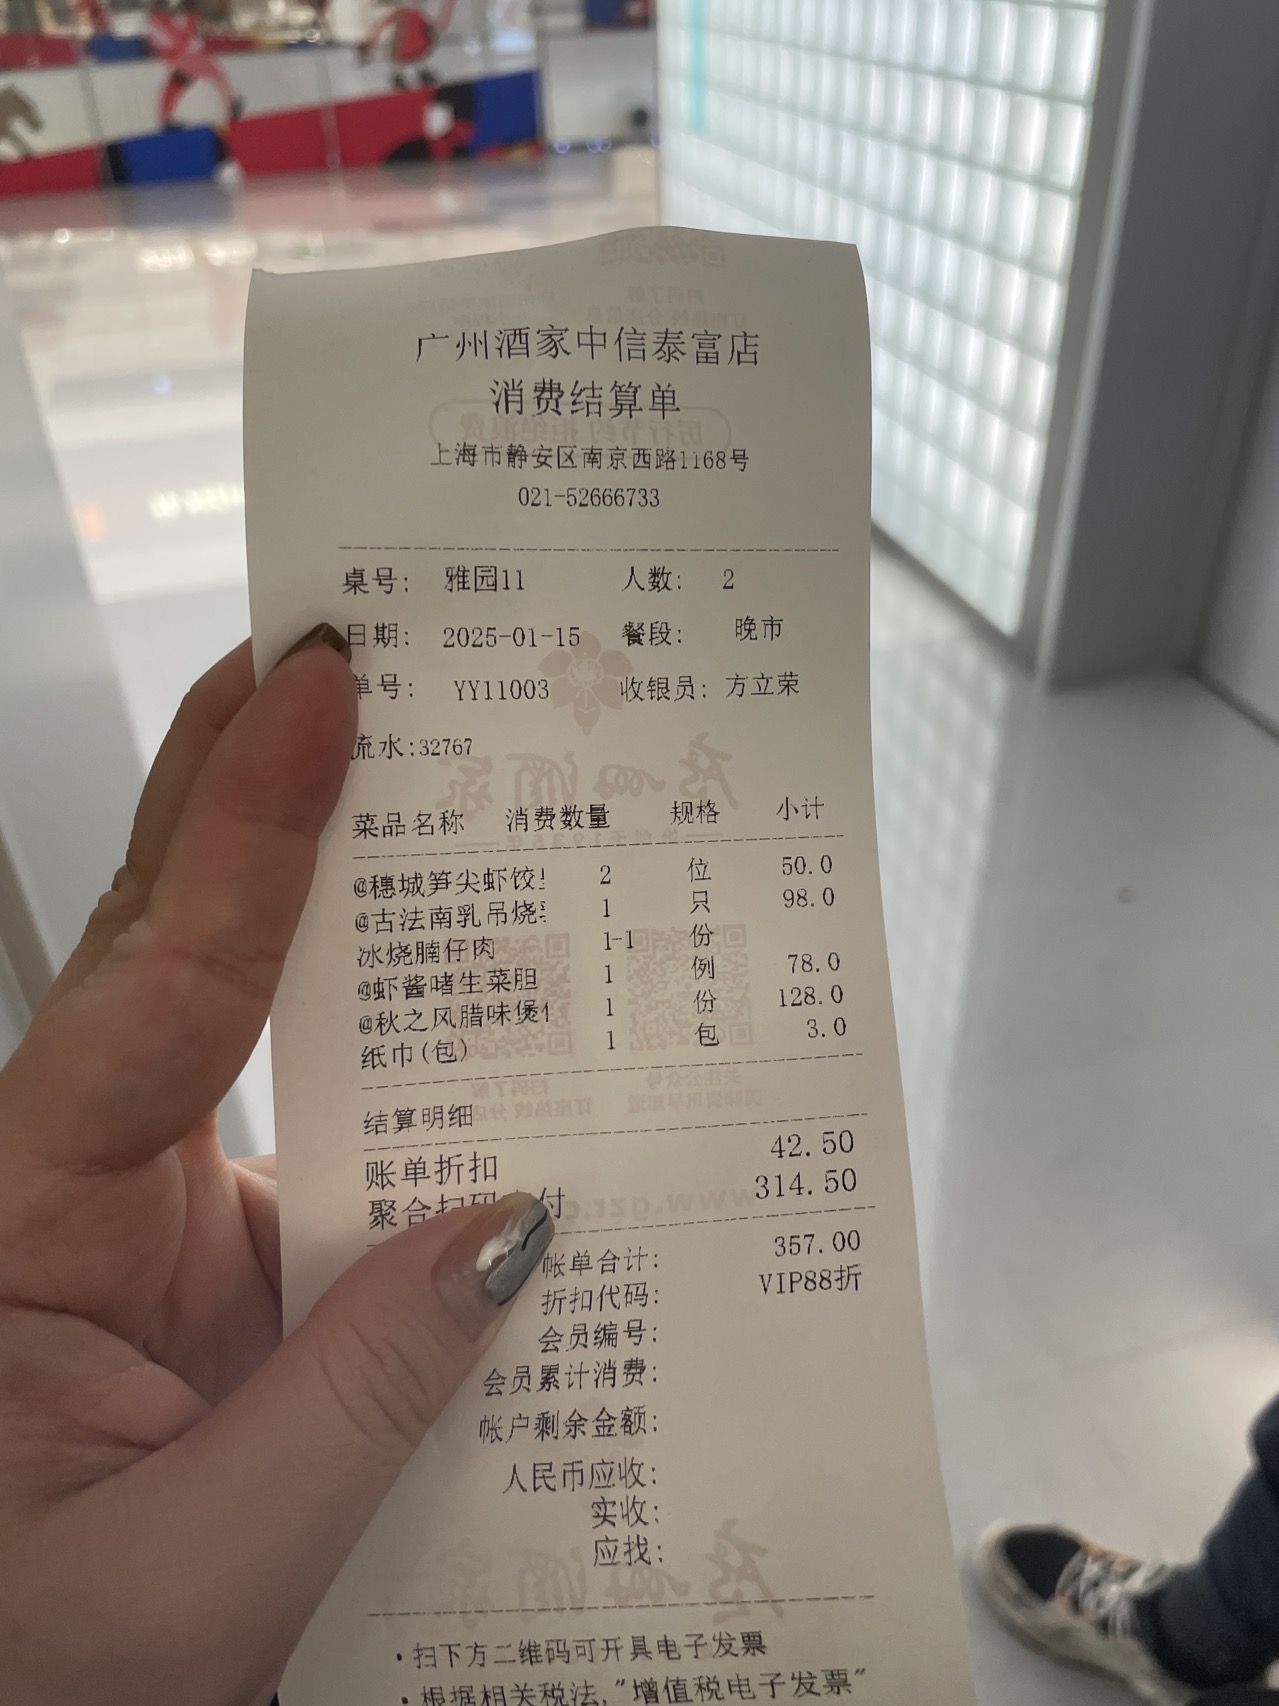 广州酒家中信泰富店
消费结算单
上海市静安区南京西路1168号
021-52666733
桌号: 雅园11 人数: 2
日期: 2025-01-15 餐段: 晚市
单号: YY11003 收银员: 方立荣
流水:32767
菜品名称 消费数量 规格 小计
@穗城笋尖虾饺 2 位 50.0
@古法南乳吊烧 1 只 98.0
冰烧腩仔肉 1-1 份
@虾酱啫生菜胆 1 例 78.0
@秋之风腊味煲 1 份 128.0
纸巾(包) 1 包 3.0
结算明细
账单折扣 42.50
聚合扫码 付 314.50
帐单合计: 357.00
折扣代码: VIP88折
会员编号:
会员累计消费:
帐户剩余金额:
人民币应收:
实收:
应找:
·扫下方二维码可开具电子发票
·根据相关税法,"增值税电子发票"